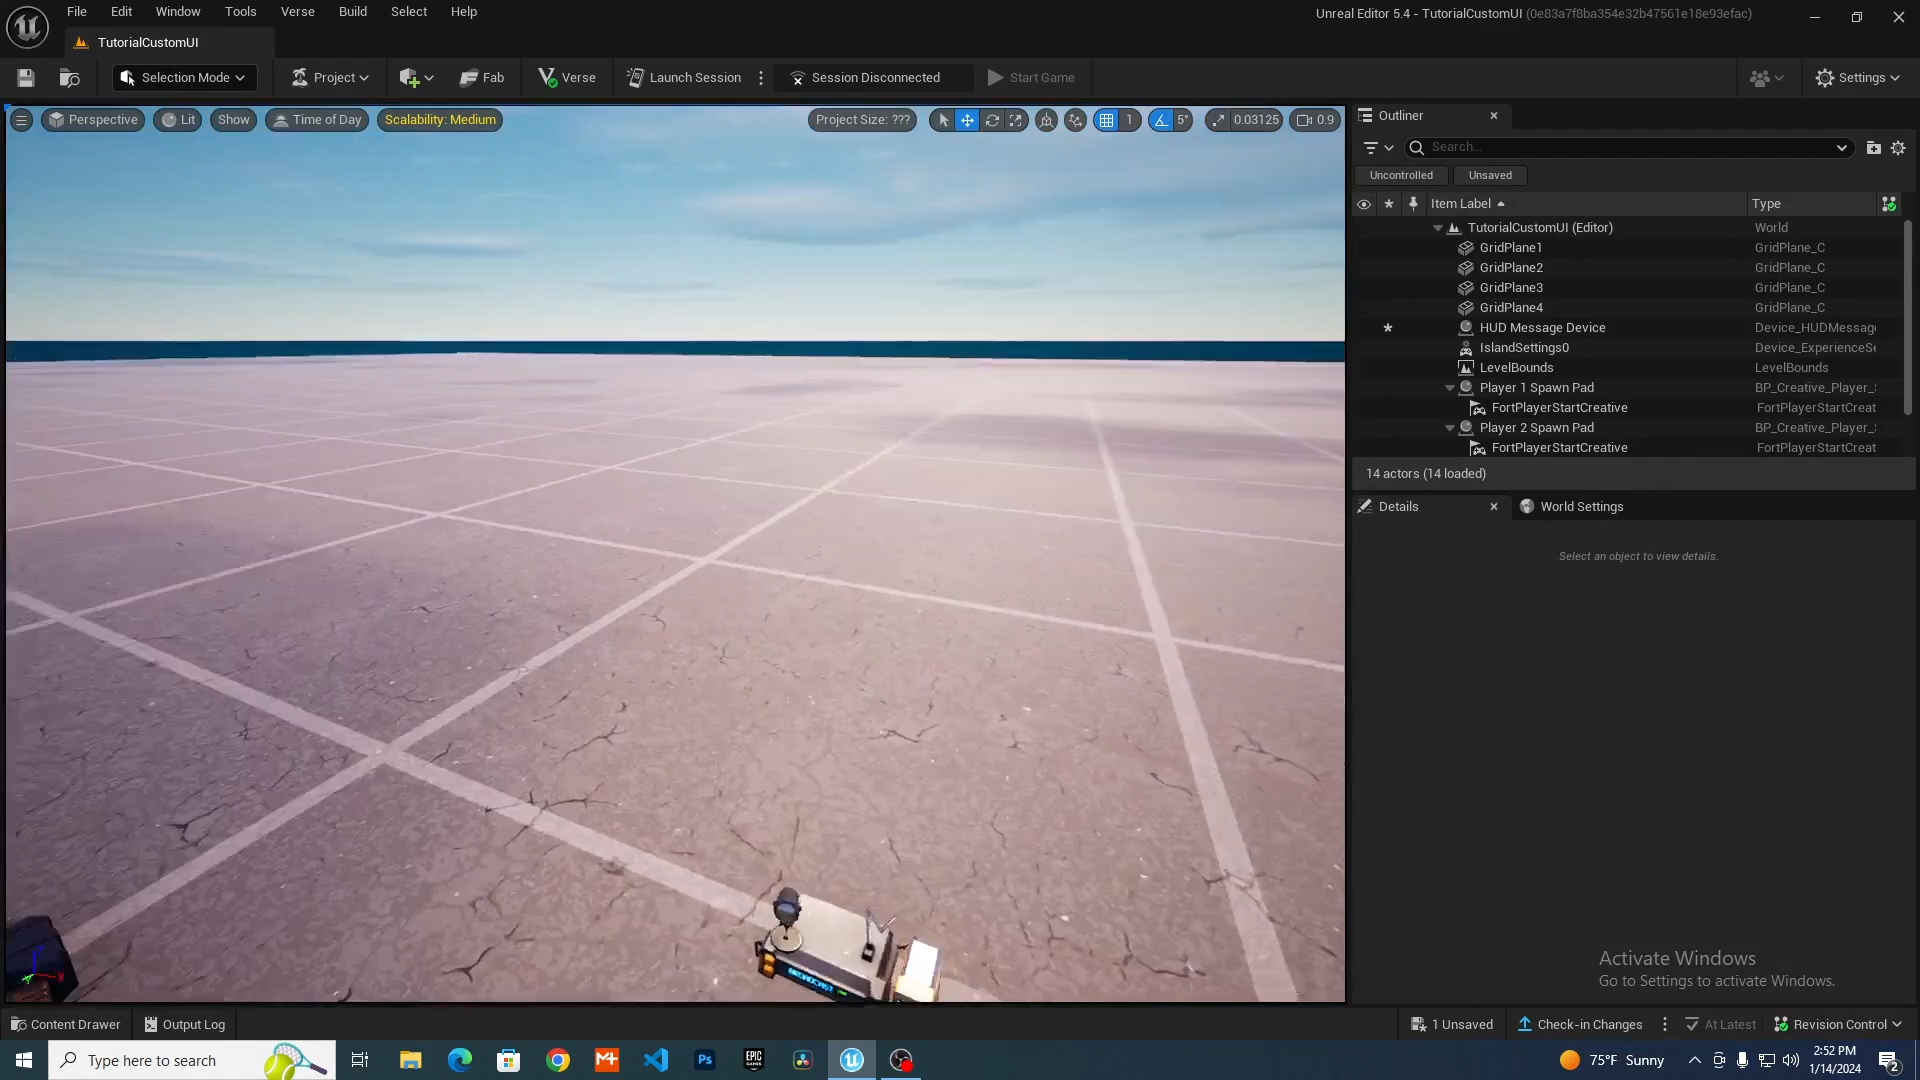 File Edit Window Tools Verse Build Select Help
Unreal Editor 5.4 - TutorialCustomUI (0e83a7f8ba354e32b47561e18e93efac)
TutorialCustomUI
Selection Mode
Project
Fab
Verse
Launch Session
Session Disconnected
Start Game
Settings
Perspective
Lit
Show
Time of Day
Scalability: Medium
Project Size: ???
1
5°
0.03125
0.9
Outliner
Search...
Uncontrolled
Unsaved
Item Label
Type
TutorialCustomUI (Editor) World
GridPlane1 GridPlane_C
GridPlane2 GridPlane_C
GridPlane3 GridPlane_C
GridPlane4 GridPlane_C
HUD Message Device Device_HUDMessag
IslandSettings0 Device_ExperienceSe
LevelBounds LevelBounds
Player 1 Spawn Pad BP_Creative_Player_
FortPlayerStartCreative FortPlayerStartCreat
Player 2 Spawn Pad BP_Creative_Player_
FortPlayerStartCreative FortPlayerStartCreat
14 actors (14 loaded)
Details
World Settings
Select an object to view details.
BROADCAST
Activate Windows
Go to Settings to activate Windows.
Content Drawer
Output Log
1 Unsaved
Check-in Changes
At Latest
Revision Control
Type here to search
M+
Ps
EPIC GAMES
75°F Sunny
2:52 PM
1/14/2024
2